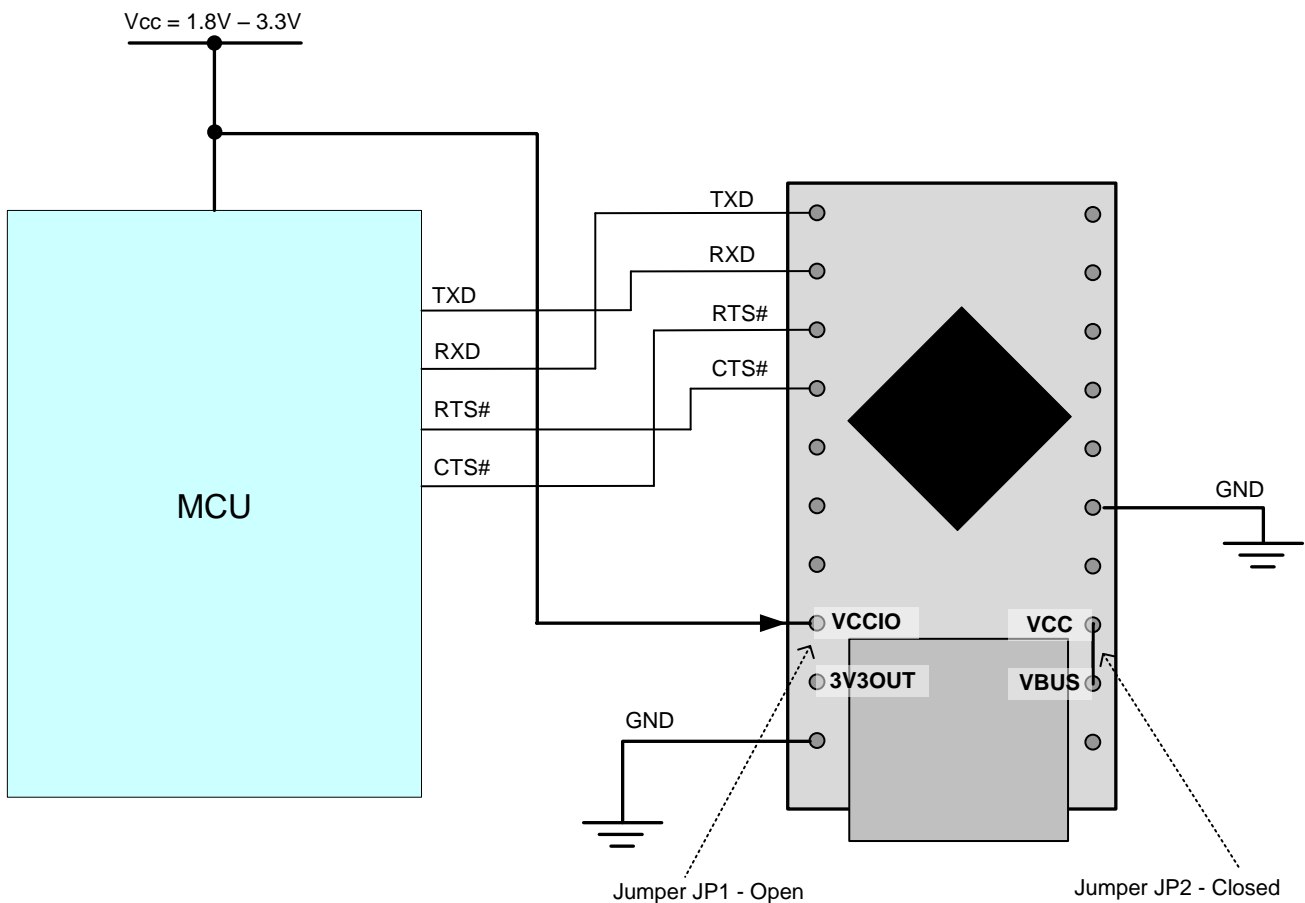 Vcc = 1.8V – 3.3V
TXD
RXD
TXD
RTS#
RXD
CTS#
RTS#
CTS#
MCU
GND
VCCIO
VCC
3V3OUT
VBUS
GND
Jumper JP1 - Open
Jumper JP2 - Closed